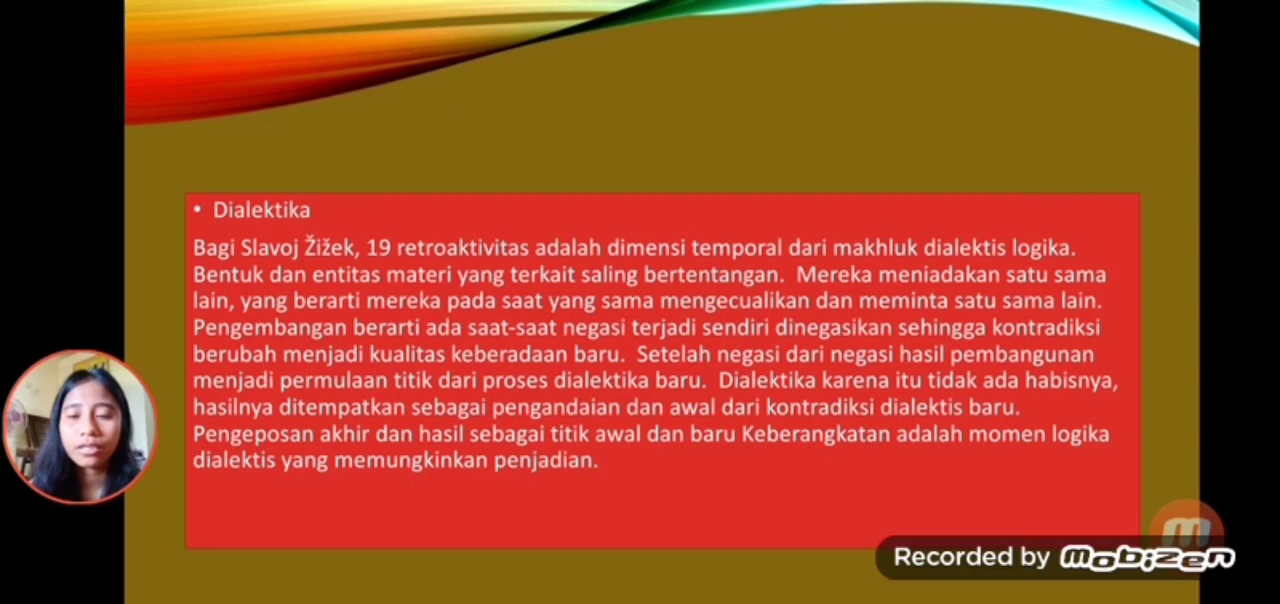 • Dialektika
Bagi Slavoj Žižek, 19 retroaktivitas adalah dimensi temporal dari makhluk dialektis logika.
Bentuk dan entitas materi yang terkait saling bertentangan.  Mereka meniadakan satu sama
lain, yang berarti mereka pada saat yang sama mengecualikan dan meminta satu sama lain.
Pengembangan berarti ada saat-saat negasi terjadi sendiri dinegasikan sehingga kontradiksi
berubah menjadi kualitas keberadaan baru.  Setelah negasi dari negasi hasil pembangunan
menjadi permulaan titik dari proses dialektika baru.  Dialektika karena itu tidak ada habisnya,
hasilnya ditempatkan sebagai pengandaian dan awal dari kontradiksi dialektis baru.
Pengeposan akhir dan hasil sebagai titik awal dan baru Keberangkatan adalah momen logika
dialektis yang memungkinkan penjadian.
Recorded by mobizen